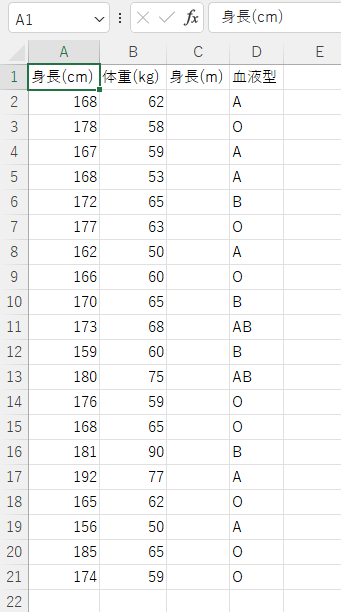 A1 fx 身長(cm)
A B C D E
1 身長(cm) 体重(kg) 身長(m) 血液型
2 168 62 A
3 178 58 O
4 167 59 A
5 168 53 A
6 172 65 B
7 177 63 O
8 162 50 A
9 166 60 O
10 170 65 B
11 173 68 AB
12 159 60 B
13 180 75 AB
14 176 59 O
15 168 65 O
16 181 90 B
17 192 77 A
18 165 62 O
19 156 50 A
20 185 65 O
21 174 59 O
22